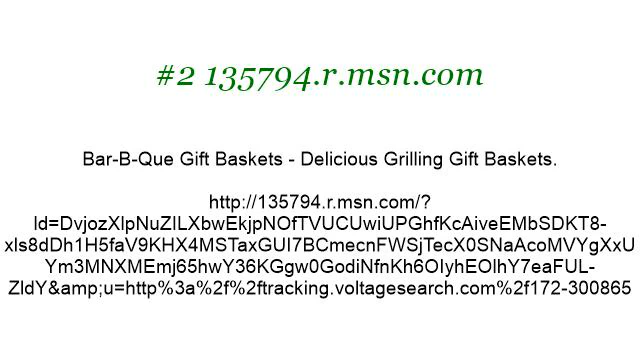 #2 135794.r.msn.com
Bar-B-Que Gift Baskets - Delicious Grilling Gift Baskets.
http://135794.r.msn.com/?
ld=DvjozXlpNuZILXbwEkjpNOfTVUCUwiUPGhfKcAiveEMbSDKT8-
xls8dDh1H5faV9KHX4MSTaxGUI7BCmecnFWSjTecX0SNaAcoMVYgXxU
Ym3MNXMEmj65hwY36KGgw0GodiNfnKh6OIyhEOlhY7eaFUL-
ZldY&amp;u=http%3a%2f%2ftracking.voltagesearch.com%2f172-300865